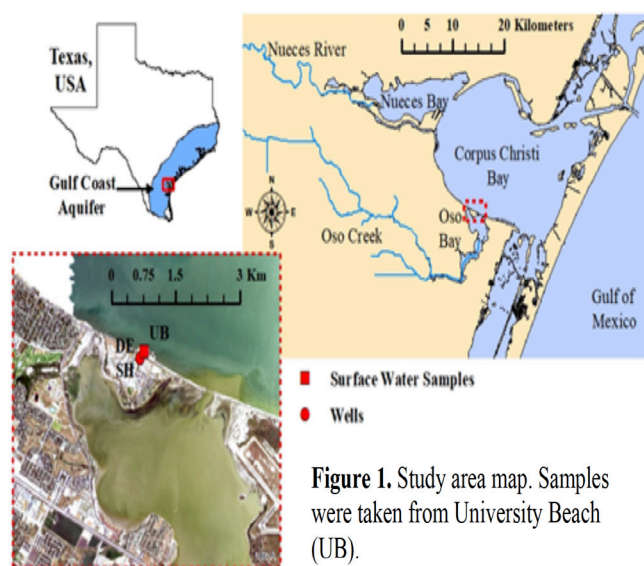 Texas,
USA
Gulf Coast
Aquifer
0 5 10 20 Kilometers
Nueces River
Nueces Bay
Corpus Christi
Bay
N
W E
S
Oso Creek
Oso
Bay
Gulf of
Mexico
0 0.75 1.5 3 Km
UB
DE
SH
Surface Water Samples
Wells
Figure 1. Study area map. Samples
were taken from University Beach
(UB).